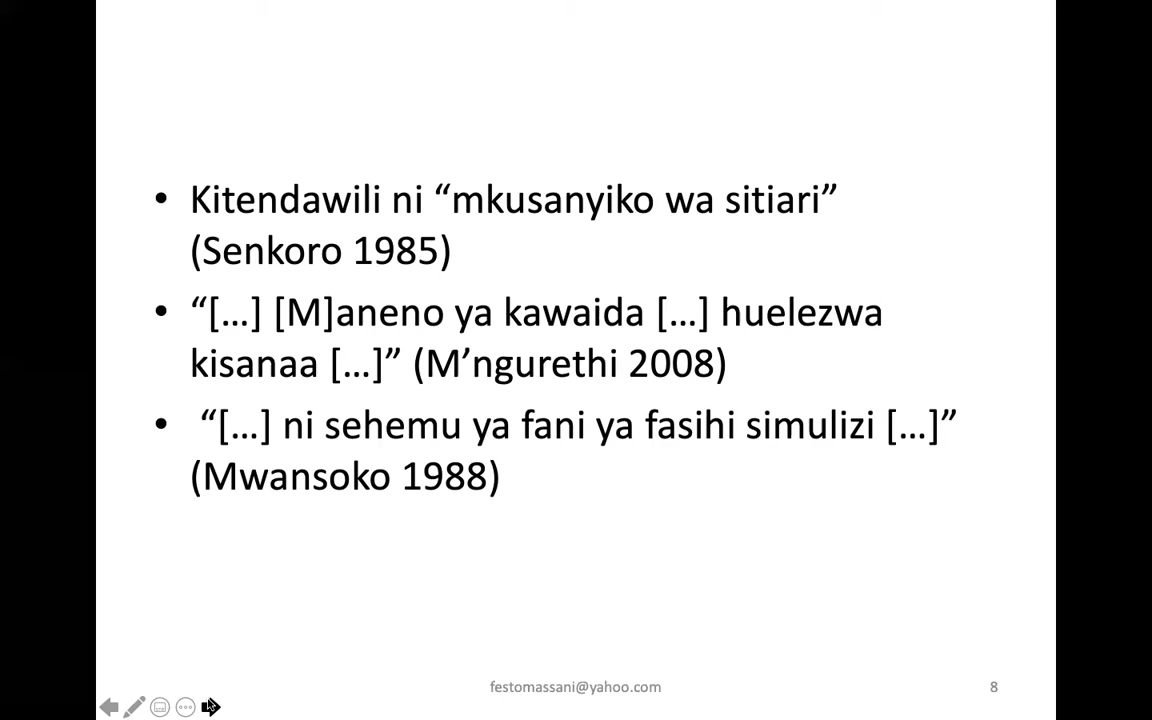 • Kitendawili ni “mkusanyiko wa sitiari”
(Senkoro 1985)
• “[…] [M]aneno ya kawaida […] huelezwa
kisanaa […]” (M’ngurethi 2008)
• “[…] ni sehemu ya fani ya fasihi simulizi […]”
(Mwansoko 1988)
festomassani@yahoo.com
8